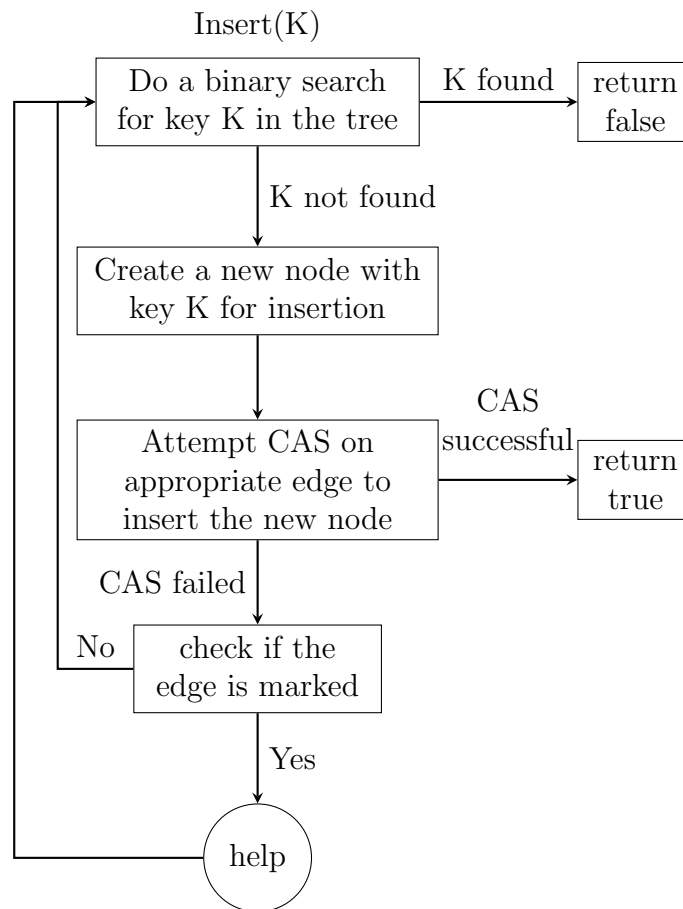 Insert(K)
Do a binary search
for key K in the tree
K found
return
false
K not found
Create a new node with
key K for insertion
CAS
successful
Attempt CAS on
appropriate edge to
insert the new node
return
true
CAS failed
No
check if the
edge is marked
Yes
help